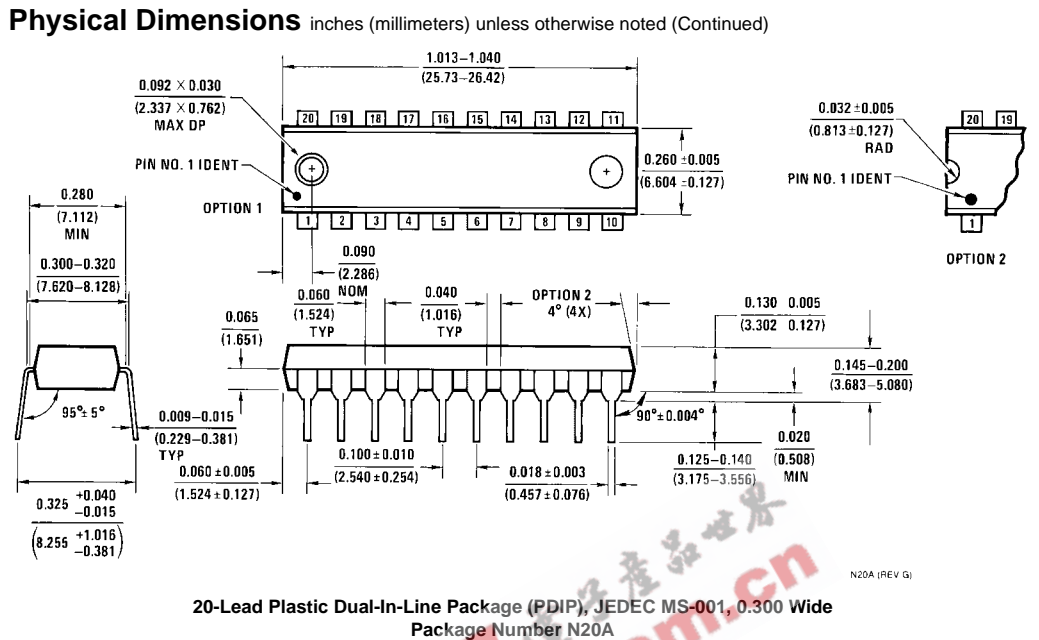 Physical Dimensions inches (millimeters) unless otherwise noted (Continued)
1.013–1.040
(25.73–26.42)
0.092 × 0.030
(2.337 × 0.762)
MAX DP
20 19 18 17 16 15 14 13 12 11
PIN NO. 1 IDENT
OPTION 1
1 2 3 4 5 6 7 8 9 10
0.260 ±0.005
(6.604 ±0.127)
0.032 ±0.005
(0.813 ±0.127)
RAD
20 19
PIN NO. 1 IDENT
1
OPTION 2
0.280
(7.112)
MIN
0.300–0.320
(7.620–8.128)
0.090
(2.286)
NOM
0.060
(1.524)
TYP
0.040
(1.016)
TYP
OPTION 2
4° (4X)
0.065
(1.651)
0.130 0.005
(3.302 0.127)
0.145–0.200
(3.683–5.080)
95°± 5°
0.009–0.015
(0.229–0.381)
TYP
90°±0.004°
0.020
(0.508)
MIN
0.125–0.140
(3.175–3.556)
0.100 ±0.010
(2.540 ±0.254)
0.060 ±0.005
(1.524 ±0.127)
0.018 ±0.003
(0.457 ±0.076)
0.325 +0.040
-0.015
(8.255 +1.016
-0.381)
N20A (REV G)
20-Lead Plastic Dual-In-Line Package (PDIP), JEDEC MS-001, 0.300 Wide
Package Number N20A